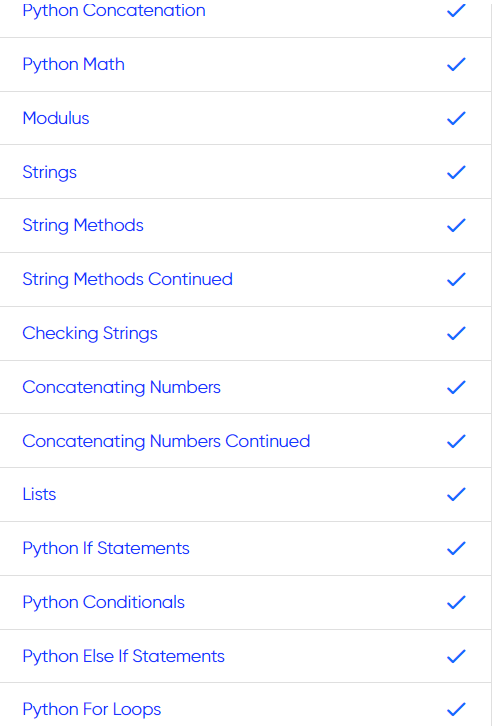 Python Concatenation
Python Math
Modulus
Strings
String Methods
String Methods Continued
Checking Strings
Concatenating Numbers
Concatenating Numbers Continued
Lists
Python If Statements
Python Conditionals
Python Else If Statements
Python For Loops